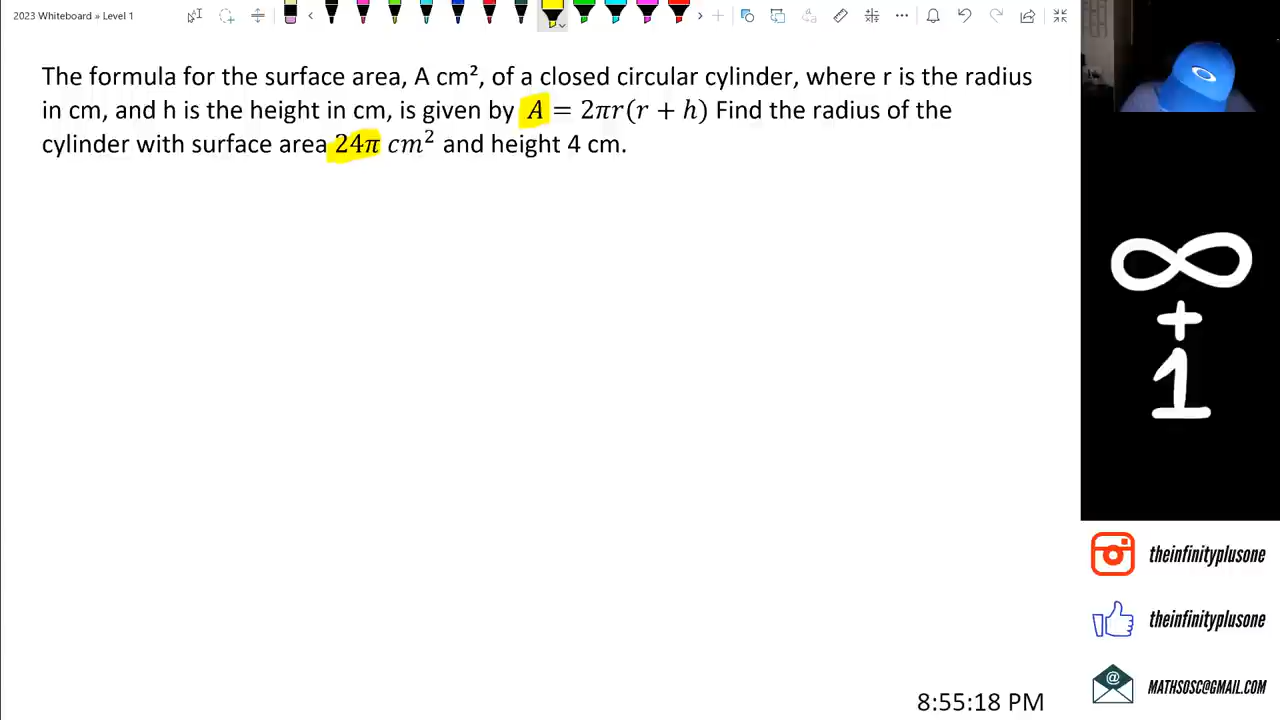 2023 Whiteboard » Level 1
The formula for the surface area, A cm², of a closed circular cylinder, where r is the radius
in cm, and h is the height in cm, is given by A = 2πr(r + h) Find the radius of the
cylinder with surface area 24π cm² and height 4 cm.
∞
+
1
theinfinityplusone
theinfinityplusone
@ MATHSOSC@GMAIL.COM
8:55:18 PM